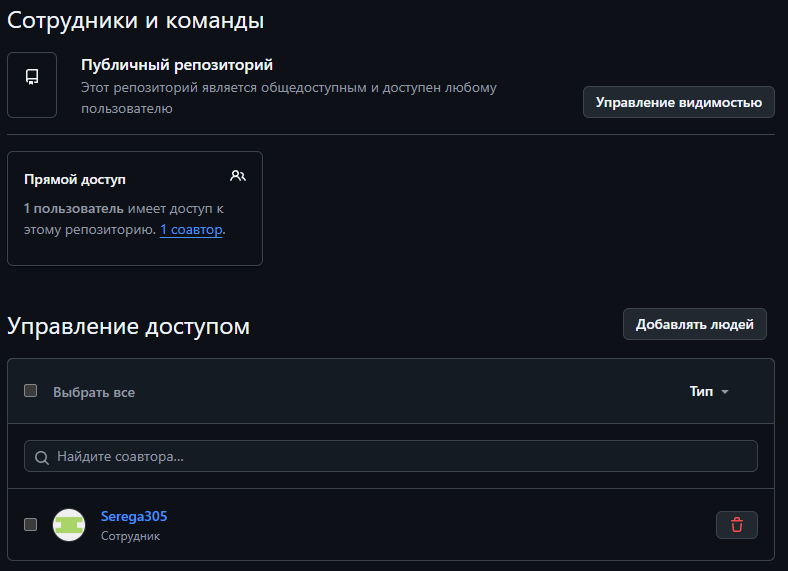 Сотрудники и команды
Публичный репозиторий
Этот репозиторий является общедоступным и доступен любому
пользователю
Управление видимостью
Прямой доступ
1 пользователь имеет доступ к
этому репозиторию. 1 соавтор.
Управление доступом
Добавлять людей
Выбрать все
Тип
Найдите соавтора...
Serega305
Сотрудник